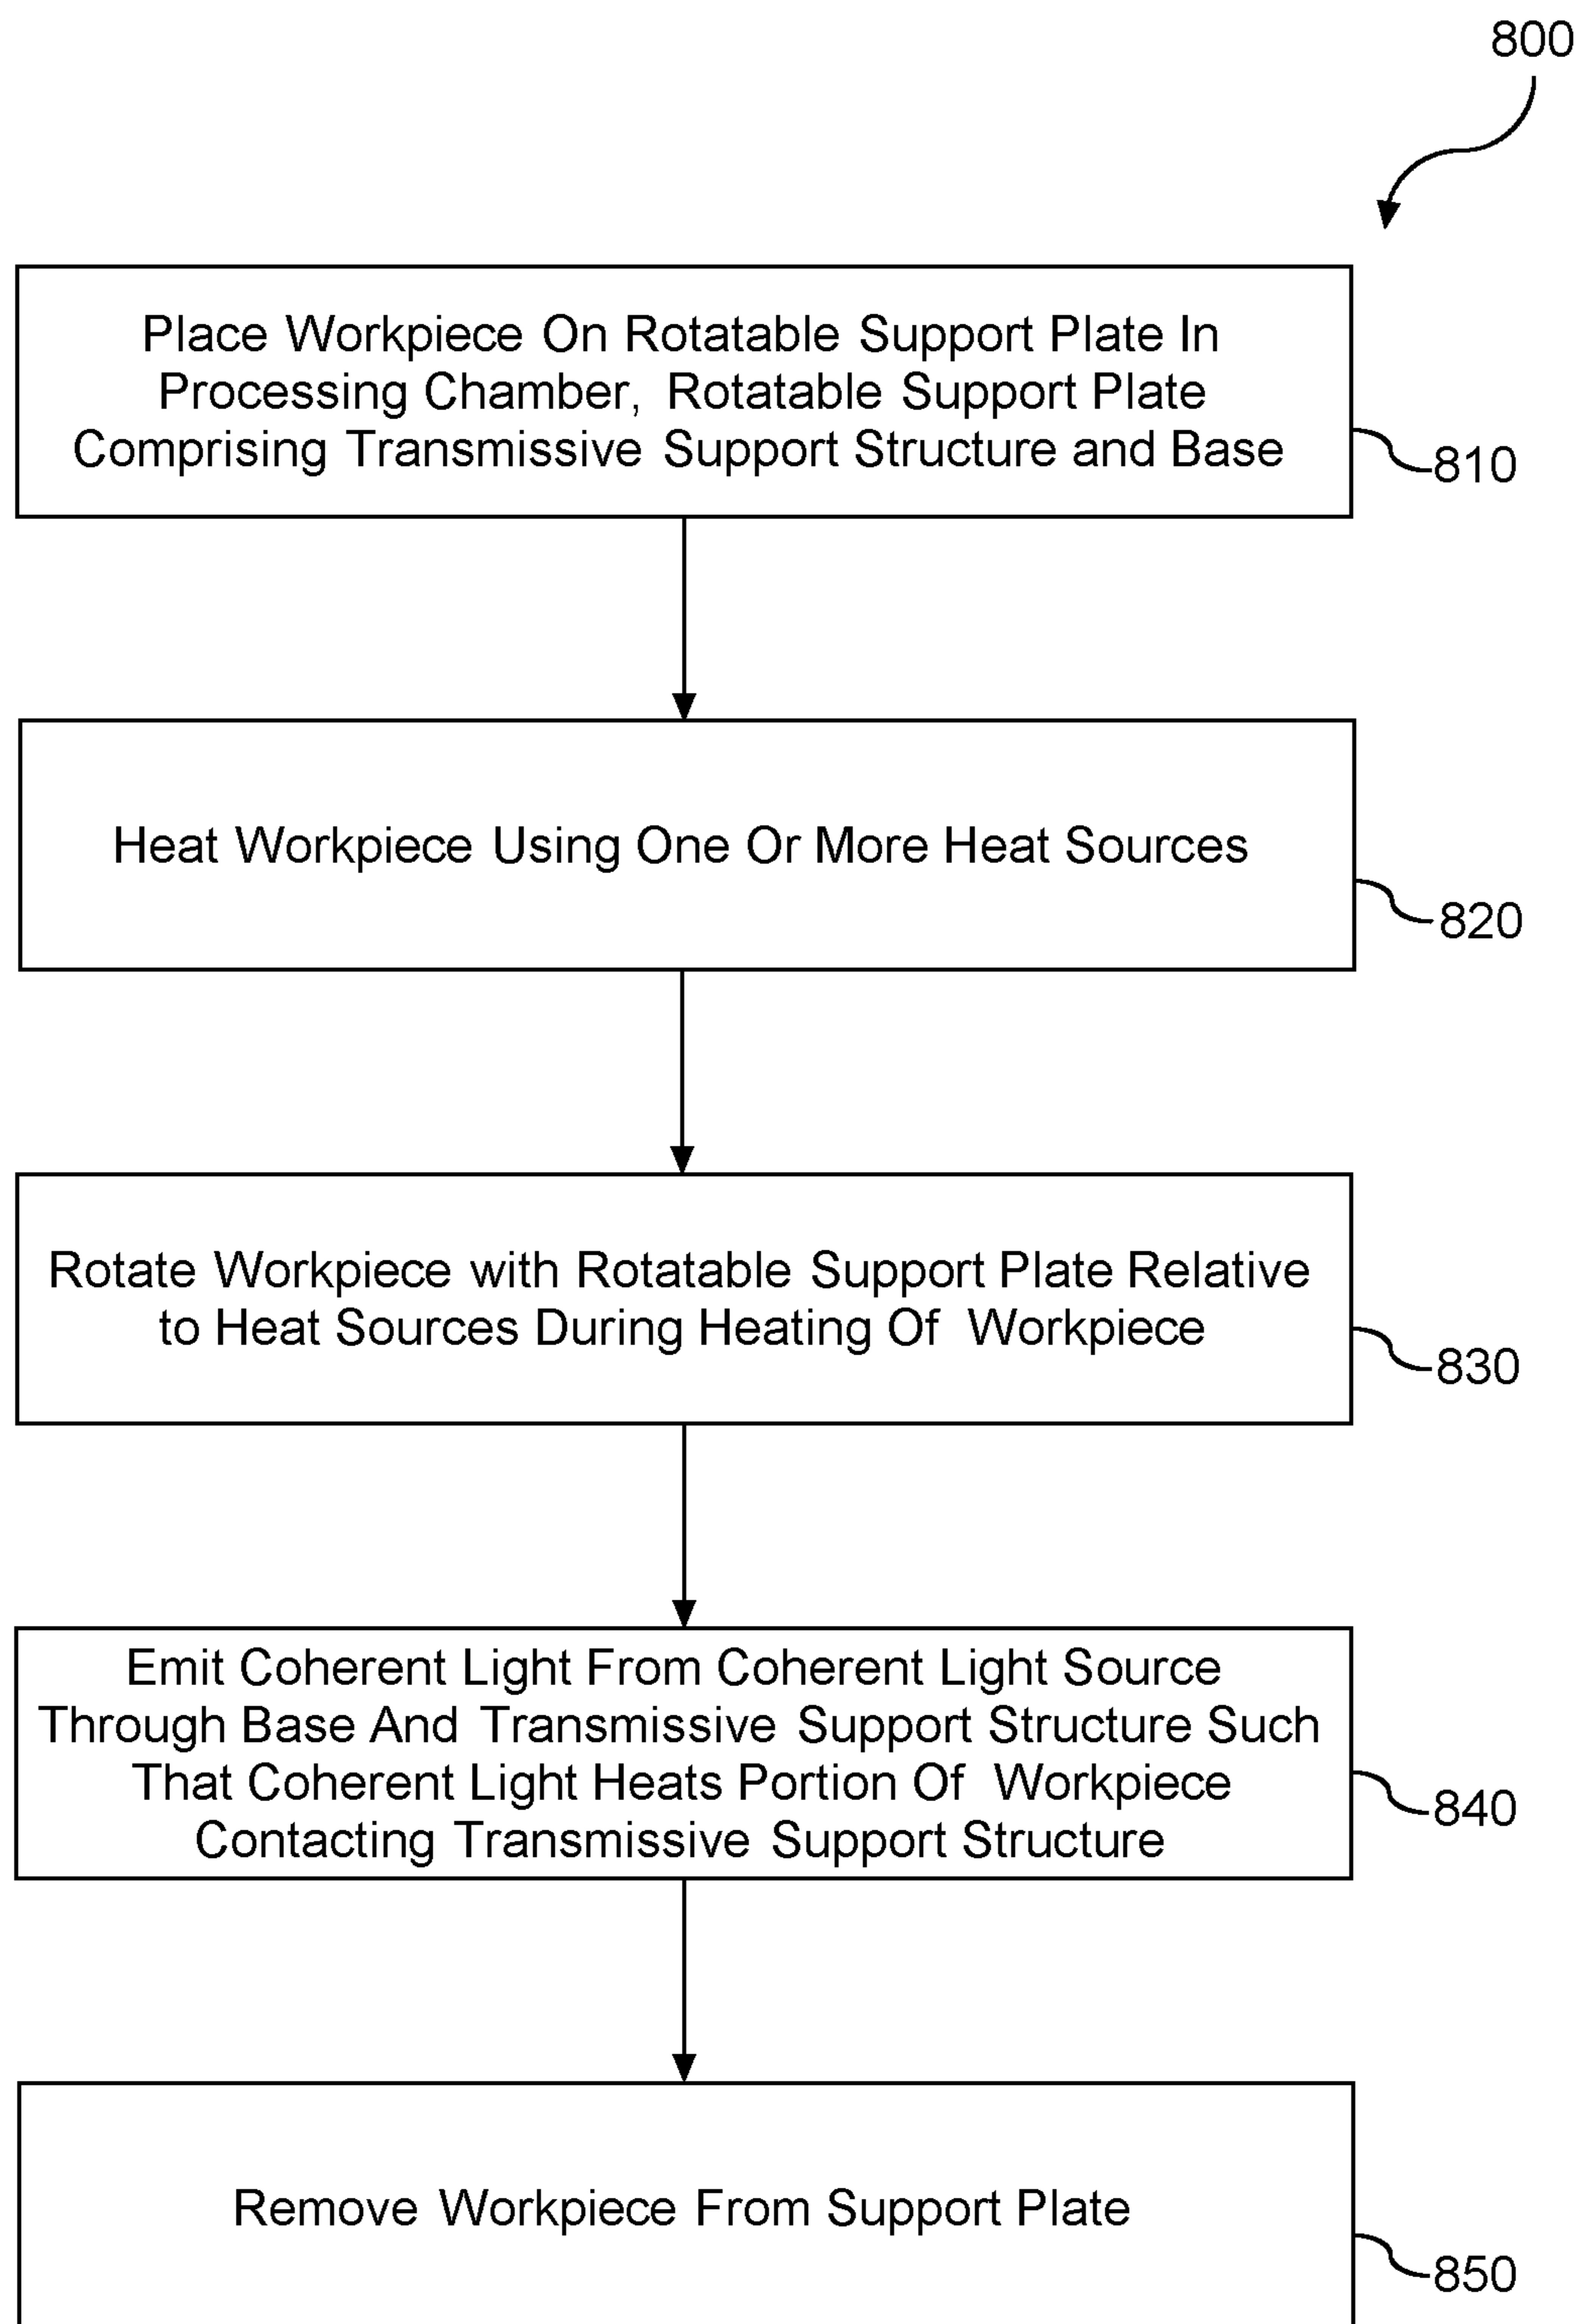 800
Place Workpiece On Rotatable Support Plate In
Processing Chamber, Rotatable Support Plate
Comprising Transmissive Support Structure and Base
810
Heat Workpiece Using One Or More Heat Sources
820
Rotate Workpiece with Rotatable Support Plate Relative
to Heat Sources During Heating Of Workpiece
830
Emit Coherent Light From Coherent Light Source
Through Base And Transmissive Support Structure Such
That Coherent Light Heats Portion Of Workpiece
Contacting Transmissive Support Structure
840
Remove Workpiece From Support Plate
850